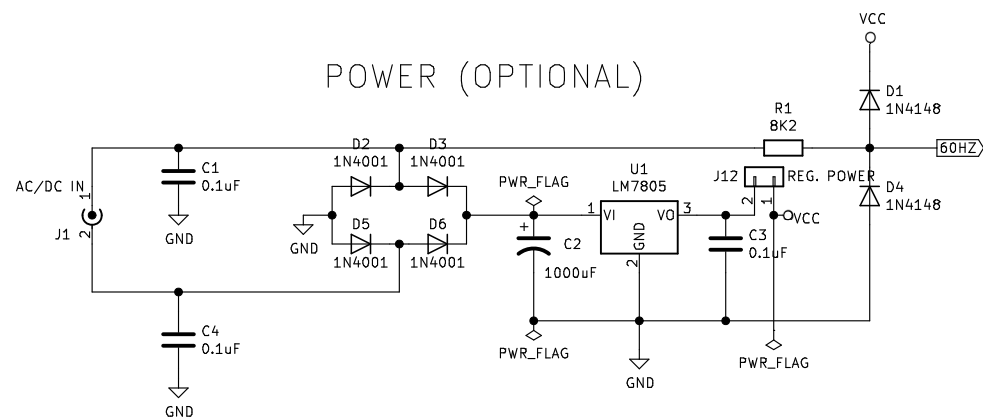 POWER (OPTIONAL)
VCC
D1
1N4148
R1
8K2
60HZ
D2
1N4001
D3
1N4001
C1
0.1uF
AC/DC IN
1
2
J1
GND
GND
D5
1N4001
D6
1N4001
PWR_FLAG
+
C2
1000uF
U1
LM7805
1
VI
VO
3
GND
2
J12
REG. POWER
2
1
VCC
D4
1N4148
C3
0.1uF
C4
0.1uF
GND
PWR_FLAG
GND
PWR_FLAG